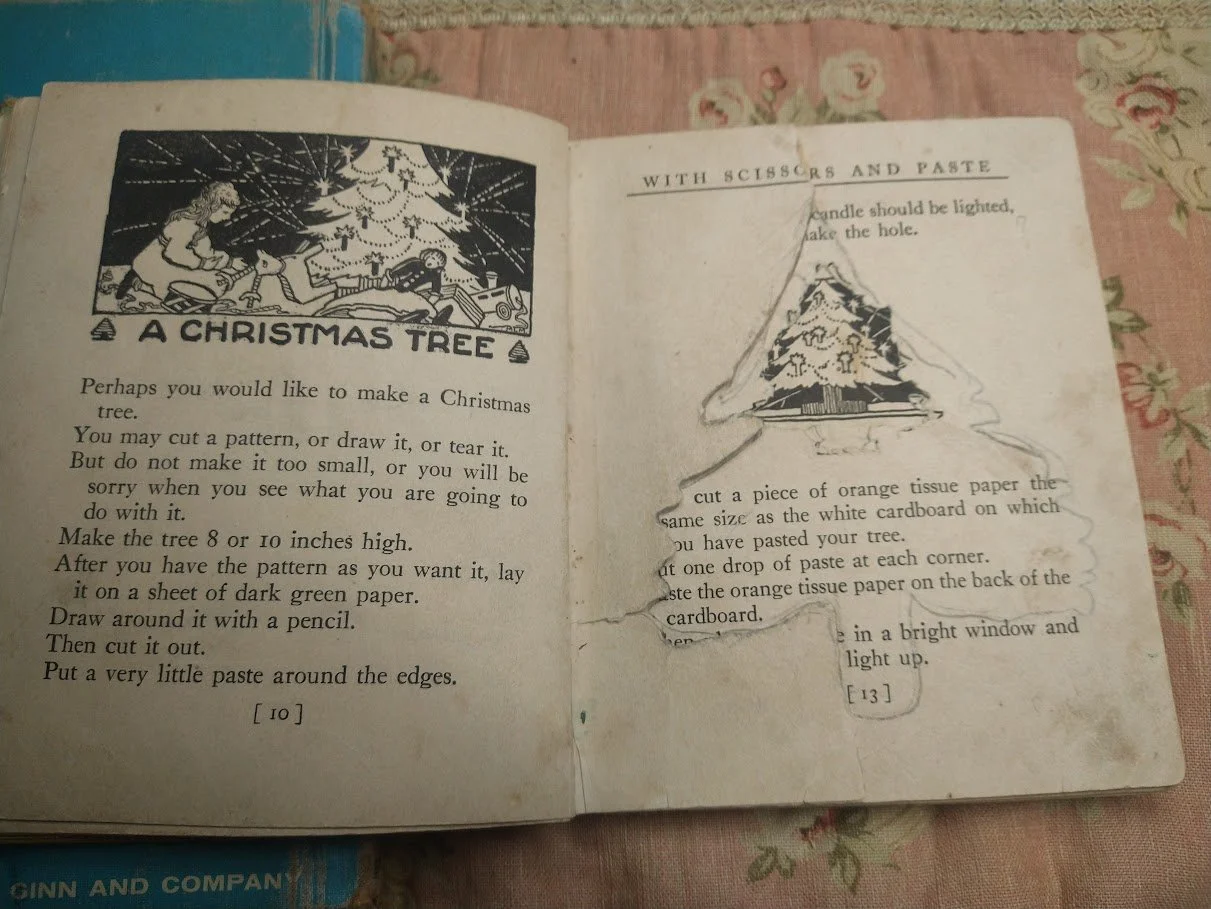 A CHRISTMAS TREE
Perhaps you would like to make a Christmas
tree.
You may cut a pattern, or draw it, or tear it.
But do not make it too small, or you will be
sorry when you see what you are going to
do with it.
Make the tree 8 or 10 inches high.
After you have the pattern as you want it, lay
it on a sheet of dark green paper.
Draw around it with a pencil.
Then cut it out.
Put a very little paste around the edges.
[ 10 ]
WITH SCISSORS AND PASTE
candle should be lighted,
the hole.
cut a piece of orange tissue paper the
same size as the white cardboard on which
you have pasted your tree.
one drop of paste at each corner.
the orange tissue paper on the back of the
cardboard.
in a bright window and
light up.
[ 13 ]
GINN AND COMPANY